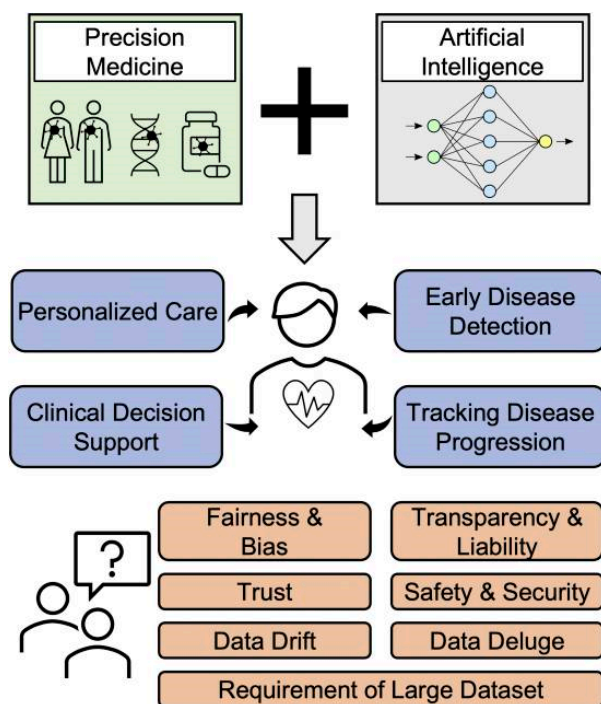 Precision
Medicine
Artificial
Intelligence
Personalized Care
Early Disease
Detection
Clinical Decision
Support
Tracking Disease
Progression
?
Fairness &
Bias
Transparency &
Liability
Trust
Safety & Security
Data Drift
Data Deluge
Requirement of Large Dataset